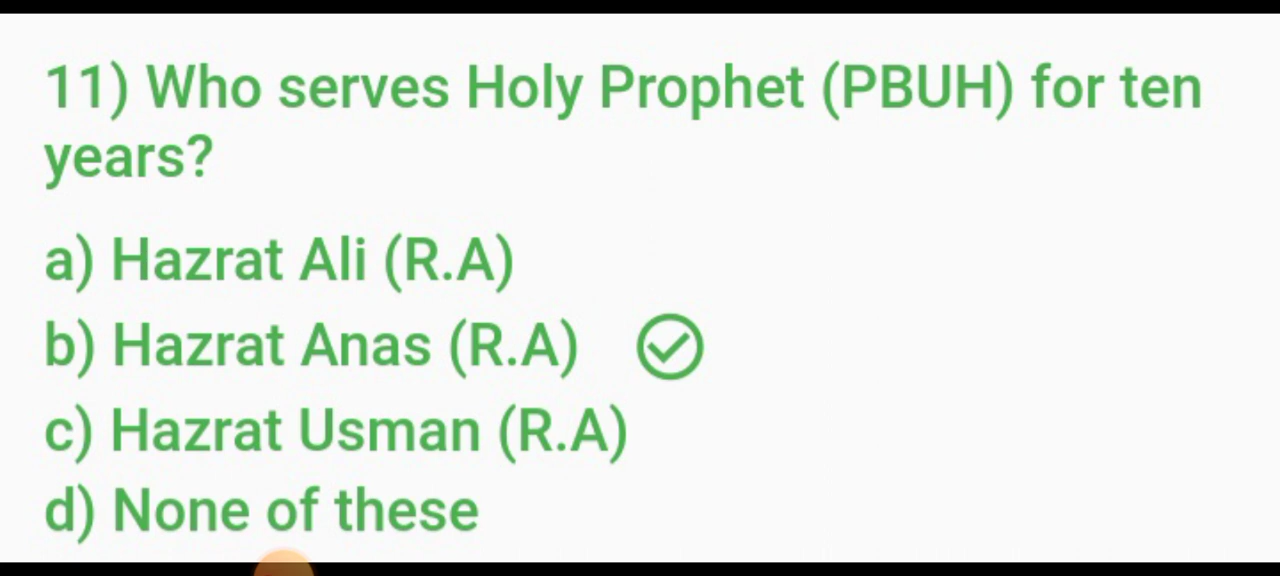 11) Who serves Holy Prophet (PBUH) for ten
years?
a) Hazrat Ali (R.A)
b) Hazrat Anas (R.A)
c) Hazrat Usman (R.A)
d) None of these